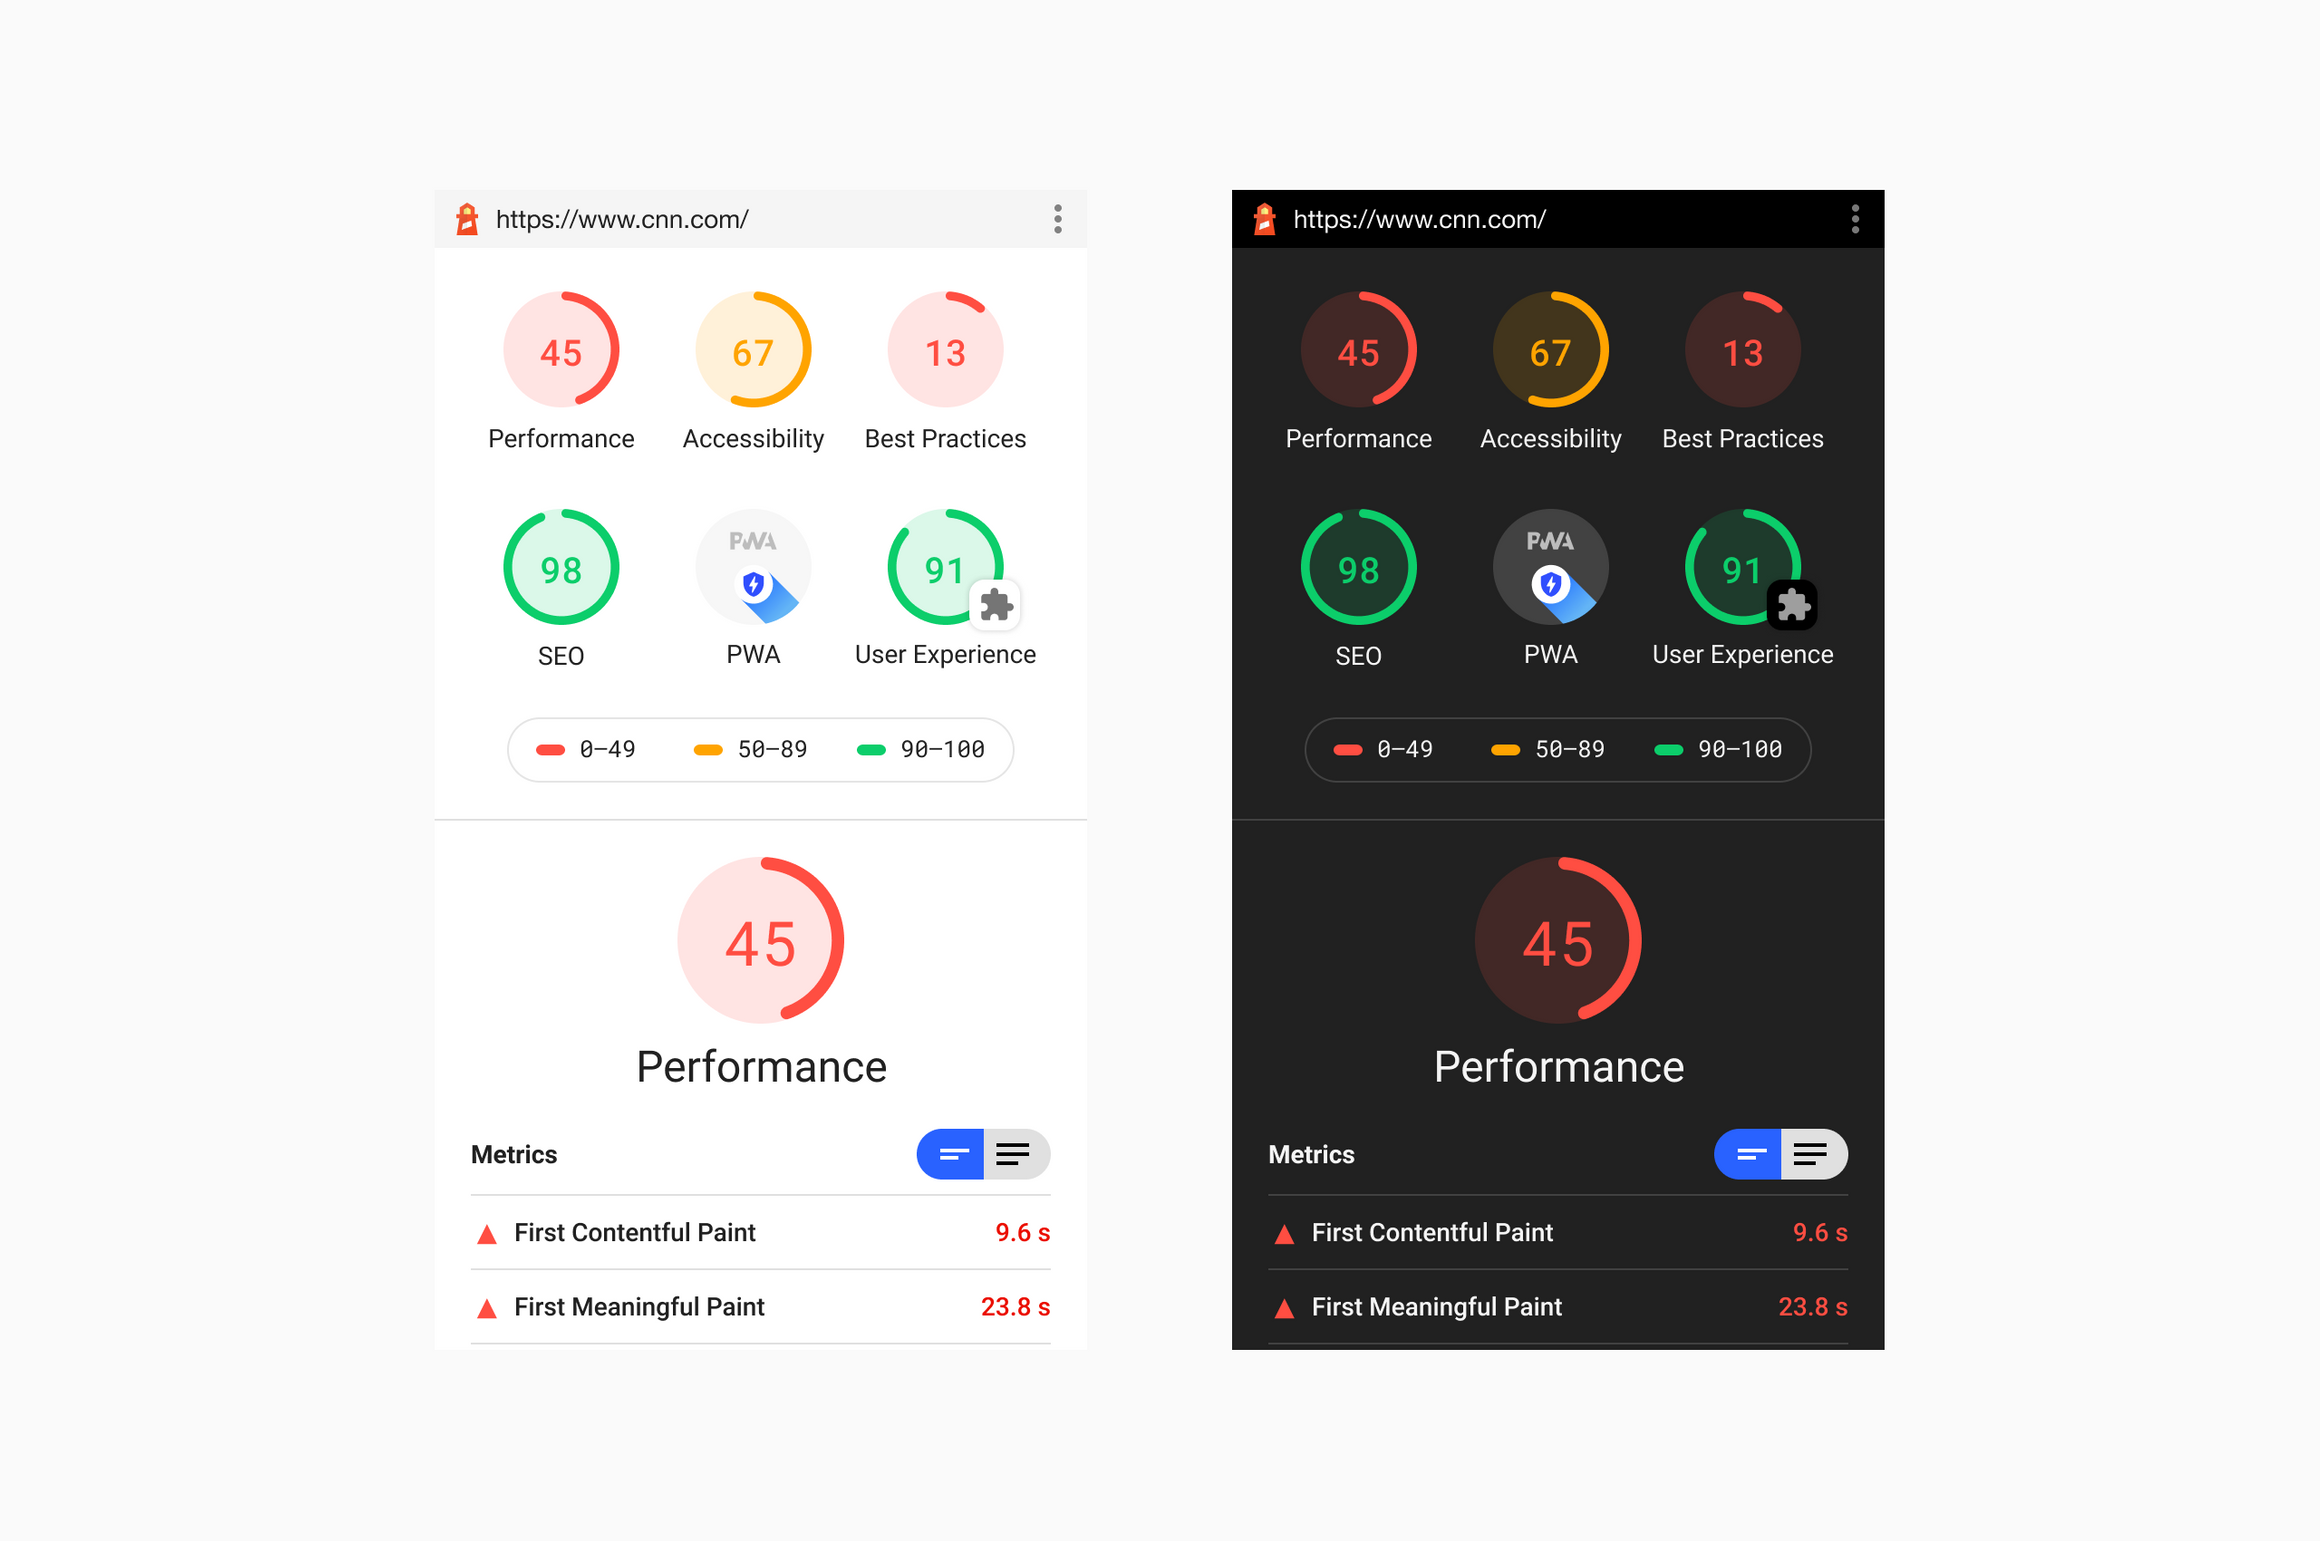 https://www.cnn.com/
45 67 13
Performance Accessibility Best Practices
98 PWA 91
SEO PWA User Experience
0–49 50–89 90–100
45
Performance
Metrics
First Contentful Paint 9.6 s
First Meaningful Paint 23.8 s
https://www.cnn.com/
45 67 13
Performance Accessibility Best Practices
98 PWA 91
SEO PWA User Experience
0–49 50–89 90–100
45
Performance
Metrics
First Contentful Paint 9.6 s
First Meaningful Paint 23.8 s